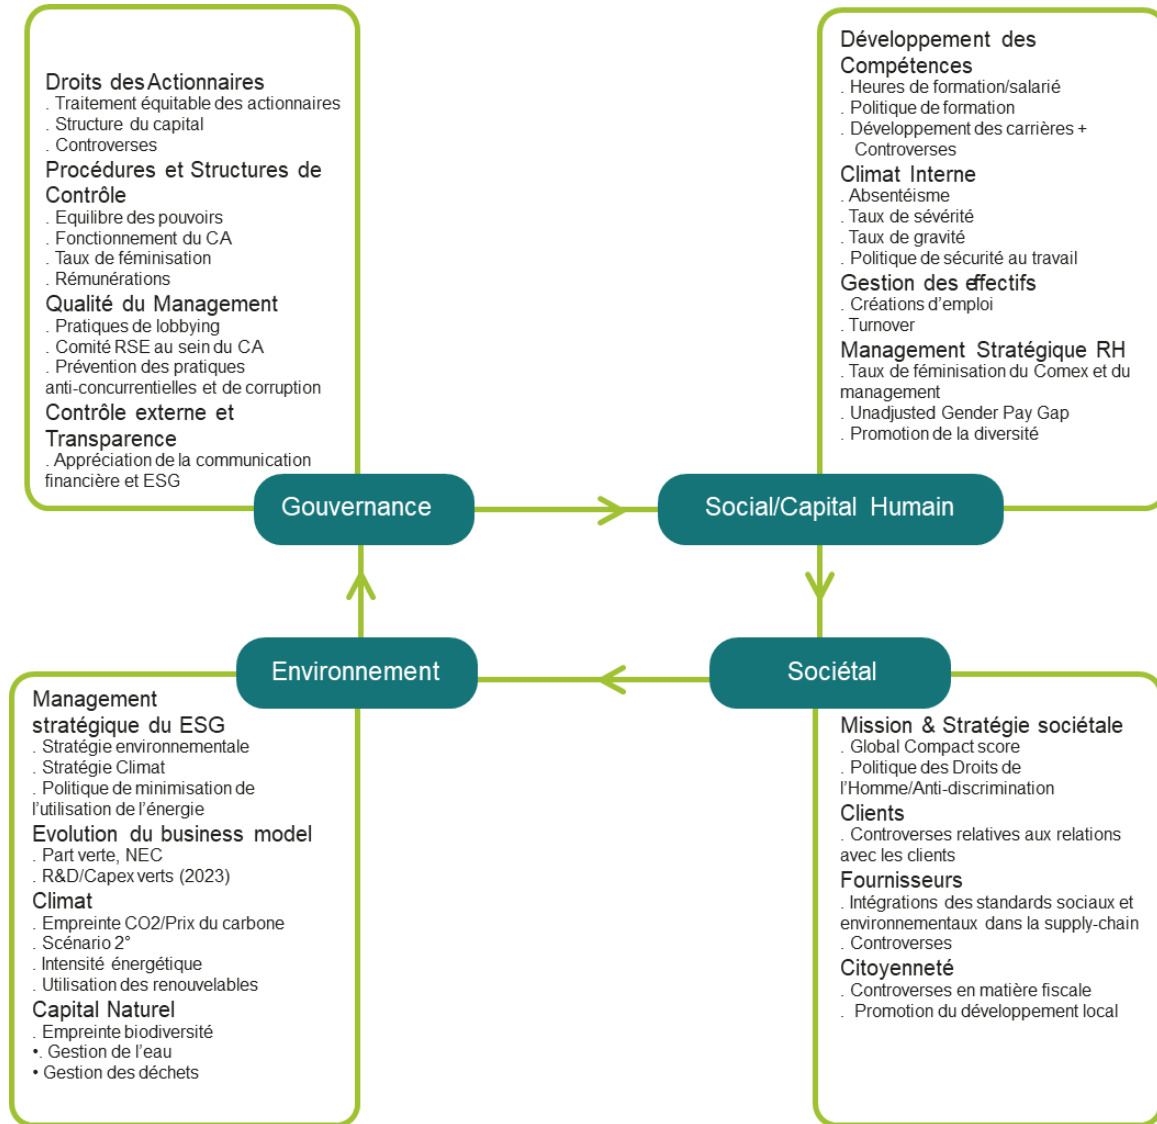 Droits des Actionnaires
. Traitement équitable des actionnaires
. Structure du capital
. Controverses
Procédures et Structures de
Contrôle
. Equilibre des pouvoirs
. Fonctionnement du CA
. Taux de féminisation
. Rémunérations
Qualité du Management
. Pratiques de lobbying
. Comité RSE au sein du CA
. Prévention des pratiques
anti-concurrentielles et de corruption
Contrôle externe et
Transparence
. Appréciation de la communication
financière et ESG
Gouvernance
Développement des
Compétences
. Heures de formation/salarié
. Politique de formation
. Développement des carrières +
Controverses
Climat Interne
. Absentéisme
. Taux de sévérité
. Taux de gravité
. Politique de sécurité au travail
Gestion des effectifs
. Créations d'emploi
. Turnover
Management Stratégique RH
. Taux de féminisation du Comex et du
management
. Unadjusted Gender Pay Gap
. Promotion de la diversité
Social/Capital Humain
Environnement
Management
stratégique du ESG
. Stratégie environnementale
. Stratégie Climat
. Politique de minimisation de
l'utilisation de l'énergie
Evolution du business model
. Part verte, NEC
. R&D/Capex verts (2023)
Climat
. Empreinte CO2/Prix du carbone
. Scénario 2°
. Intensité énergétique
. Utilisation des renouvelables
Capital Naturel
. Empreinte biodiversité
•. Gestion de l'eau
• Gestion des déchets
Sociétal
Mission & Stratégie sociétale
. Global Compact score
. Politique des Droits de
l'Homme/Anti-discrimination
Clients
. Controverses relatives aux relations
avec les clients
Fournisseurs
. Intégrations des standards sociaux et
environnementaux dans la supply-chain
. Controverses
Citoyenneté
. Controverses en matière fiscale
. Promotion du développement local